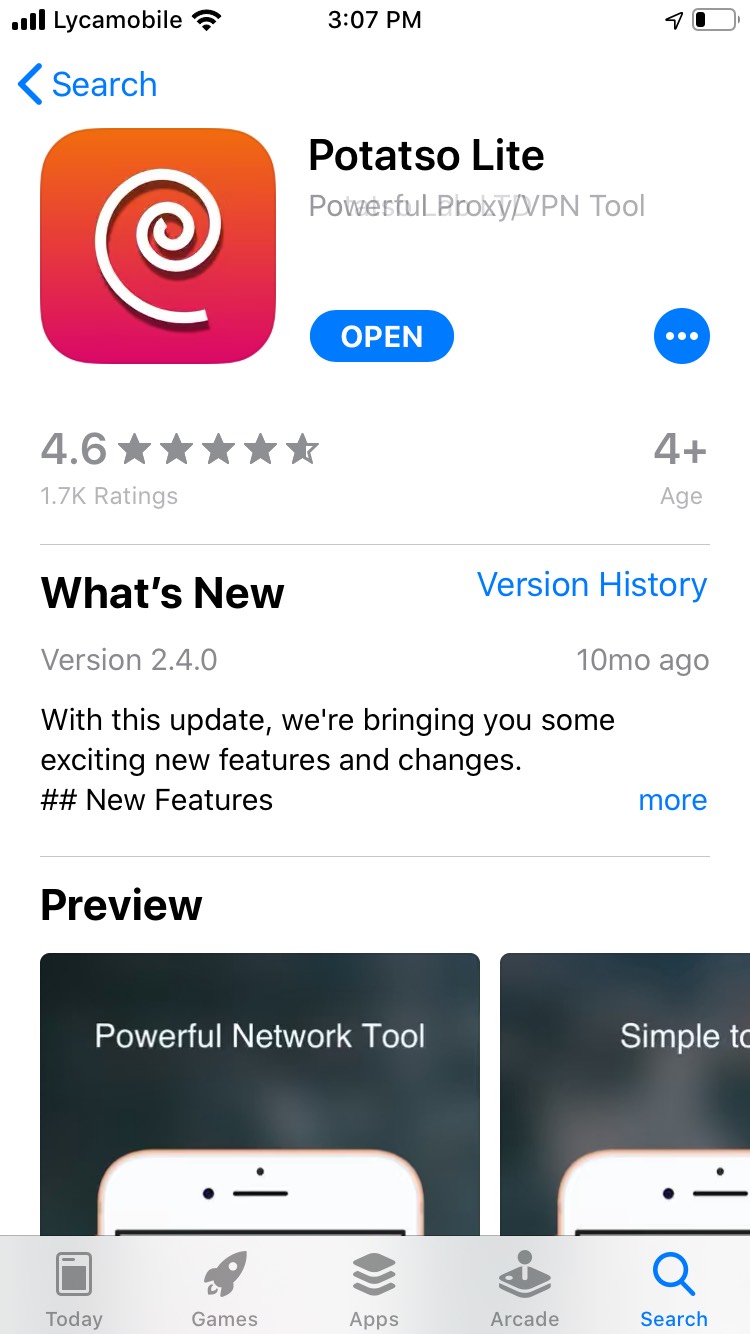 Lycamobile 3:07 PM
Search
Potatso Lite
Powerful Proxy/VPN Tool
OPEN
4.6 4+
1.7K Ratings Age
What's New Version History
Version 2.4.0 10mo ago
With this update, we're bringing you some
exciting new features and changes.
## New Features more
Preview
Powerful Network Tool Simple to
Today Games Apps Arcade Search